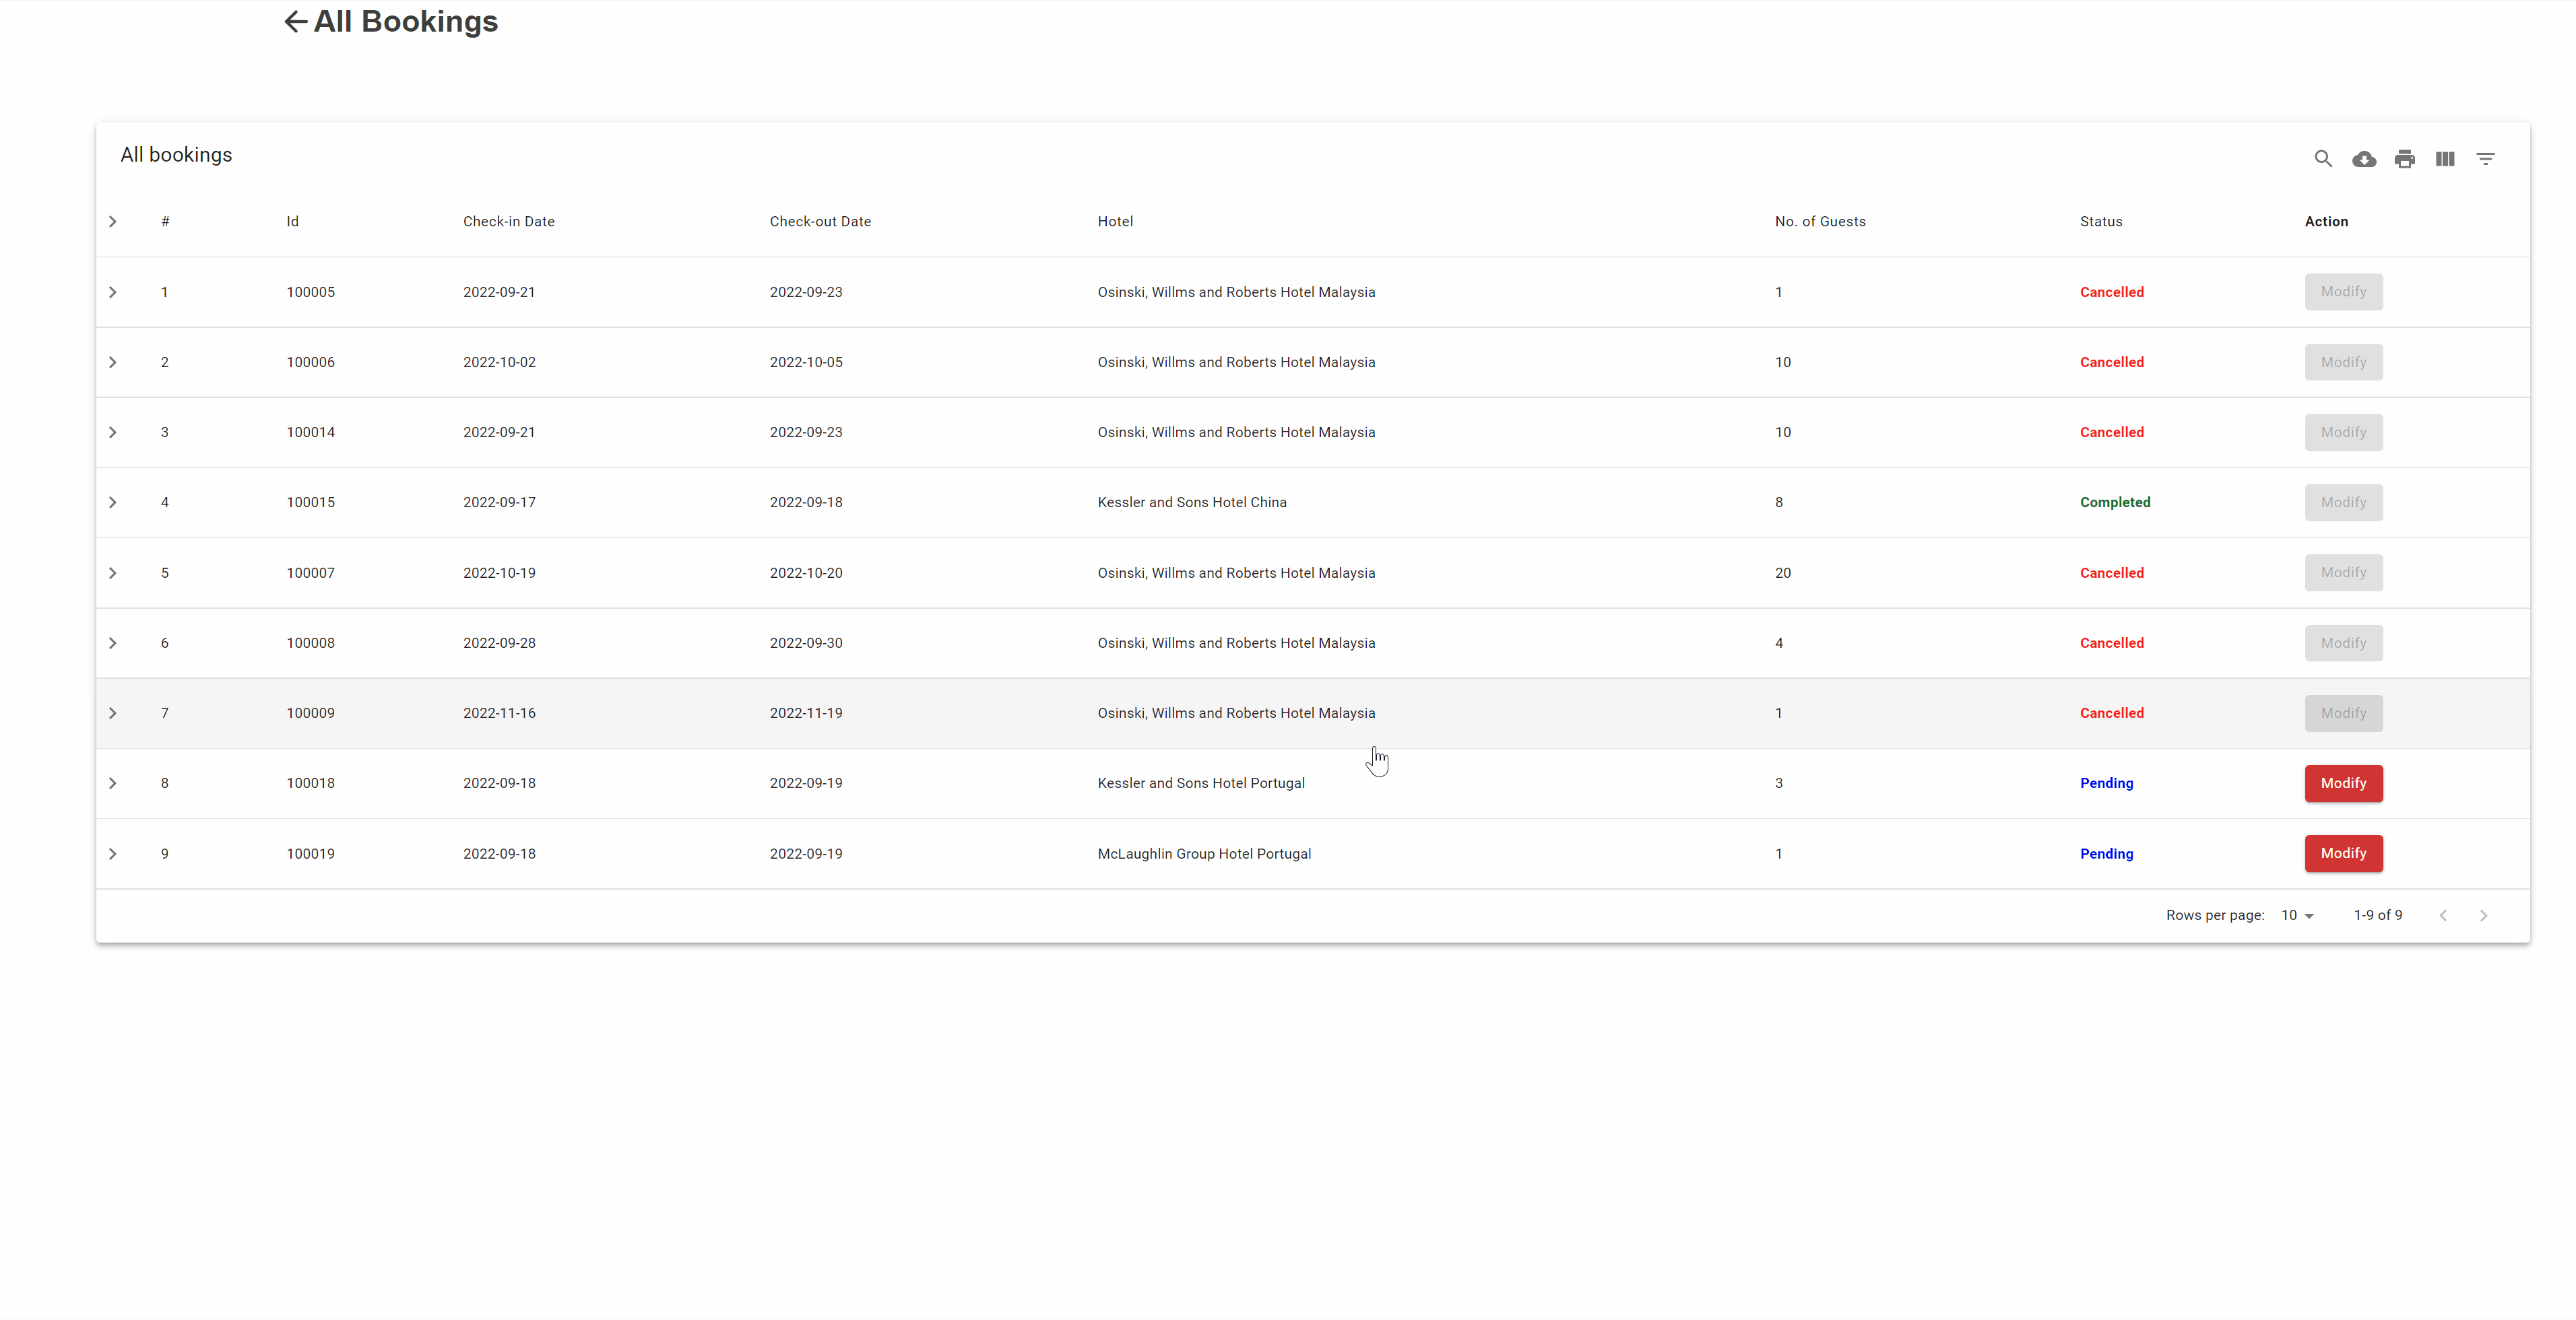 All Bookings
All bookings
# Id Check-in Date Check-out Date Hotel No. of Guests Status Action
1 100005 2022-09-21 2022-09-23 Osinski, Willms and Roberts Hotel Malaysia 1 Cancelled Modify
2 100006 2022-10-02 2022-10-05 Osinski, Willms and Roberts Hotel Malaysia 10 Cancelled Modify
3 100014 2022-09-21 2022-09-23 Osinski, Willms and Roberts Hotel Malaysia 10 Cancelled Modify
4 100015 2022-09-17 2022-09-18 Kessler and Sons Hotel China 8 Completed Modify
5 100007 2022-10-19 2022-10-20 Osinski, Willms and Roberts Hotel Malaysia 20 Cancelled Modify
6 100008 2022-09-28 2022-09-30 Osinski, Willms and Roberts Hotel Malaysia 4 Cancelled Modify
7 100009 2022-11-16 2022-11-19 Osinski, Willms and Roberts Hotel Malaysia 1 Cancelled Modify
8 100018 2022-09-18 2022-09-19 Kessler and Sons Hotel Portugal 3 Pending Modify
9 100019 2022-09-18 2022-09-19 McLaughlin Group Hotel Portugal 1 Pending Modify
Rows per page: 10 1-9 of 9